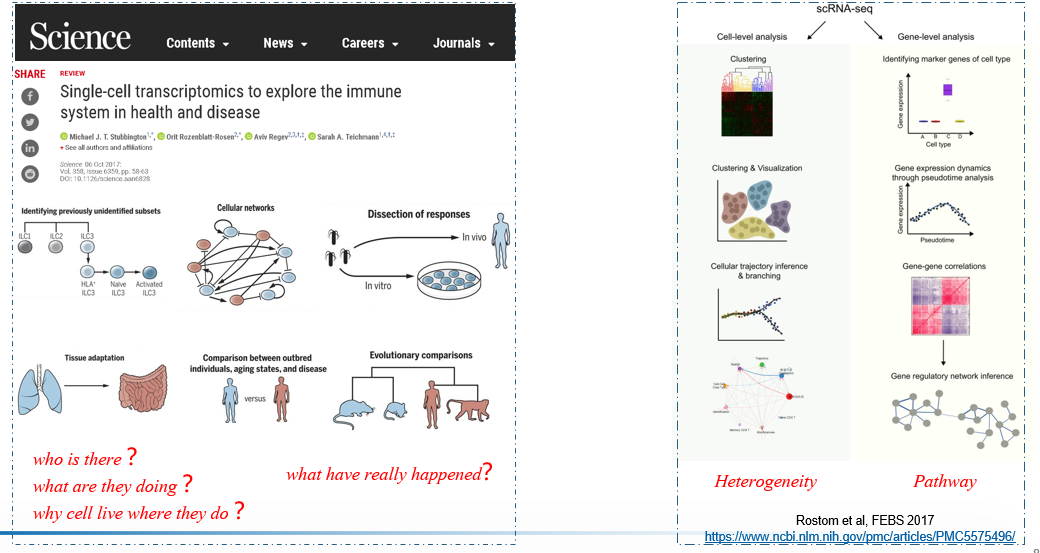 Science
Contents
News
Careers
Journals
SHARE
REVIEW
Single-cell transcriptomics to explore the immune
system in health and disease
Michael J. T. Stubbington1,*, Orit Rozenblatt-Rosen2,*, Aviv Regev2,3,†,‡, Sarah A. Teichmann1,4,†,‡
+ See all authors and affiliations
Science 06 Oct 2017:
Vol. 358, Issue 6359, pp. 58-63
DOI: 10.1126/science.aan6828
Identifying previously unidentified subsets
ILC1
ILC2
ILC3
HLA+
ILC3
Naive
ILC3
Activated
ILC3
Cellular networks
Dissection of responses
In vivo
In vitro
Tissue adaptation
Comparison between outbred
individuals, aging states, and disease
versus
Evolutionary comparisons
who is there ?
what are they doing ?
why cell live where they do ?
what have really happened?
scRNA-seq
Cell-level analysis
Clustering
Clustering & Visualization
Cellular trajectory inference
& branching
Heterogeneity
Gene-level analysis
Identifying marker genes of cell type
Gene expression
A B C D
Cell type
Gene expression dynamics
through pseudotime analysis
Gene expression
Pseudotime
Gene-gene correlations
Gene regulatory network inference
Pathway
Rostom et al, FEBS 2017
https://www.ncbi.nlm.nih.gov/pmc/articles/PMC5575496/